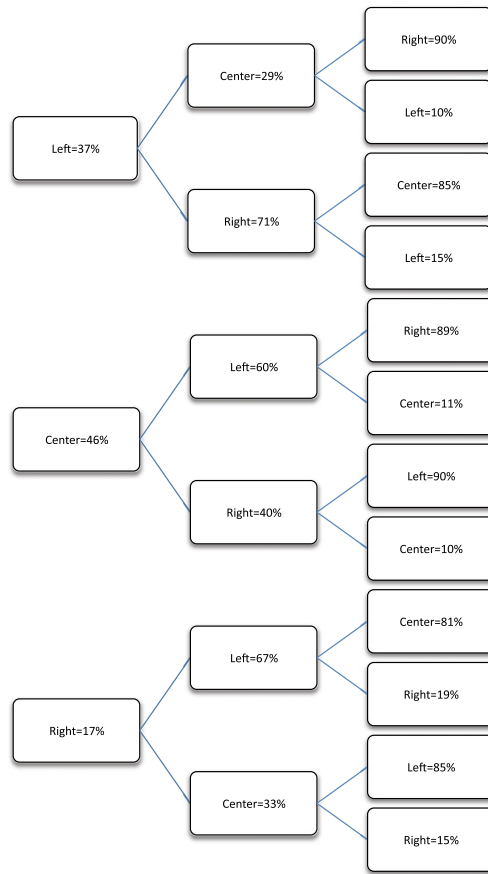 Left=37%
Center=29%
Right=90%
Left=10%
Right=71%
Center=85%
Left=15%
Center=46%
Left=60%
Right=89%
Center=11%
Right=40%
Left=90%
Center=10%
Right=17%
Left=67%
Center=81%
Right=19%
Center=33%
Left=85%
Right=15%